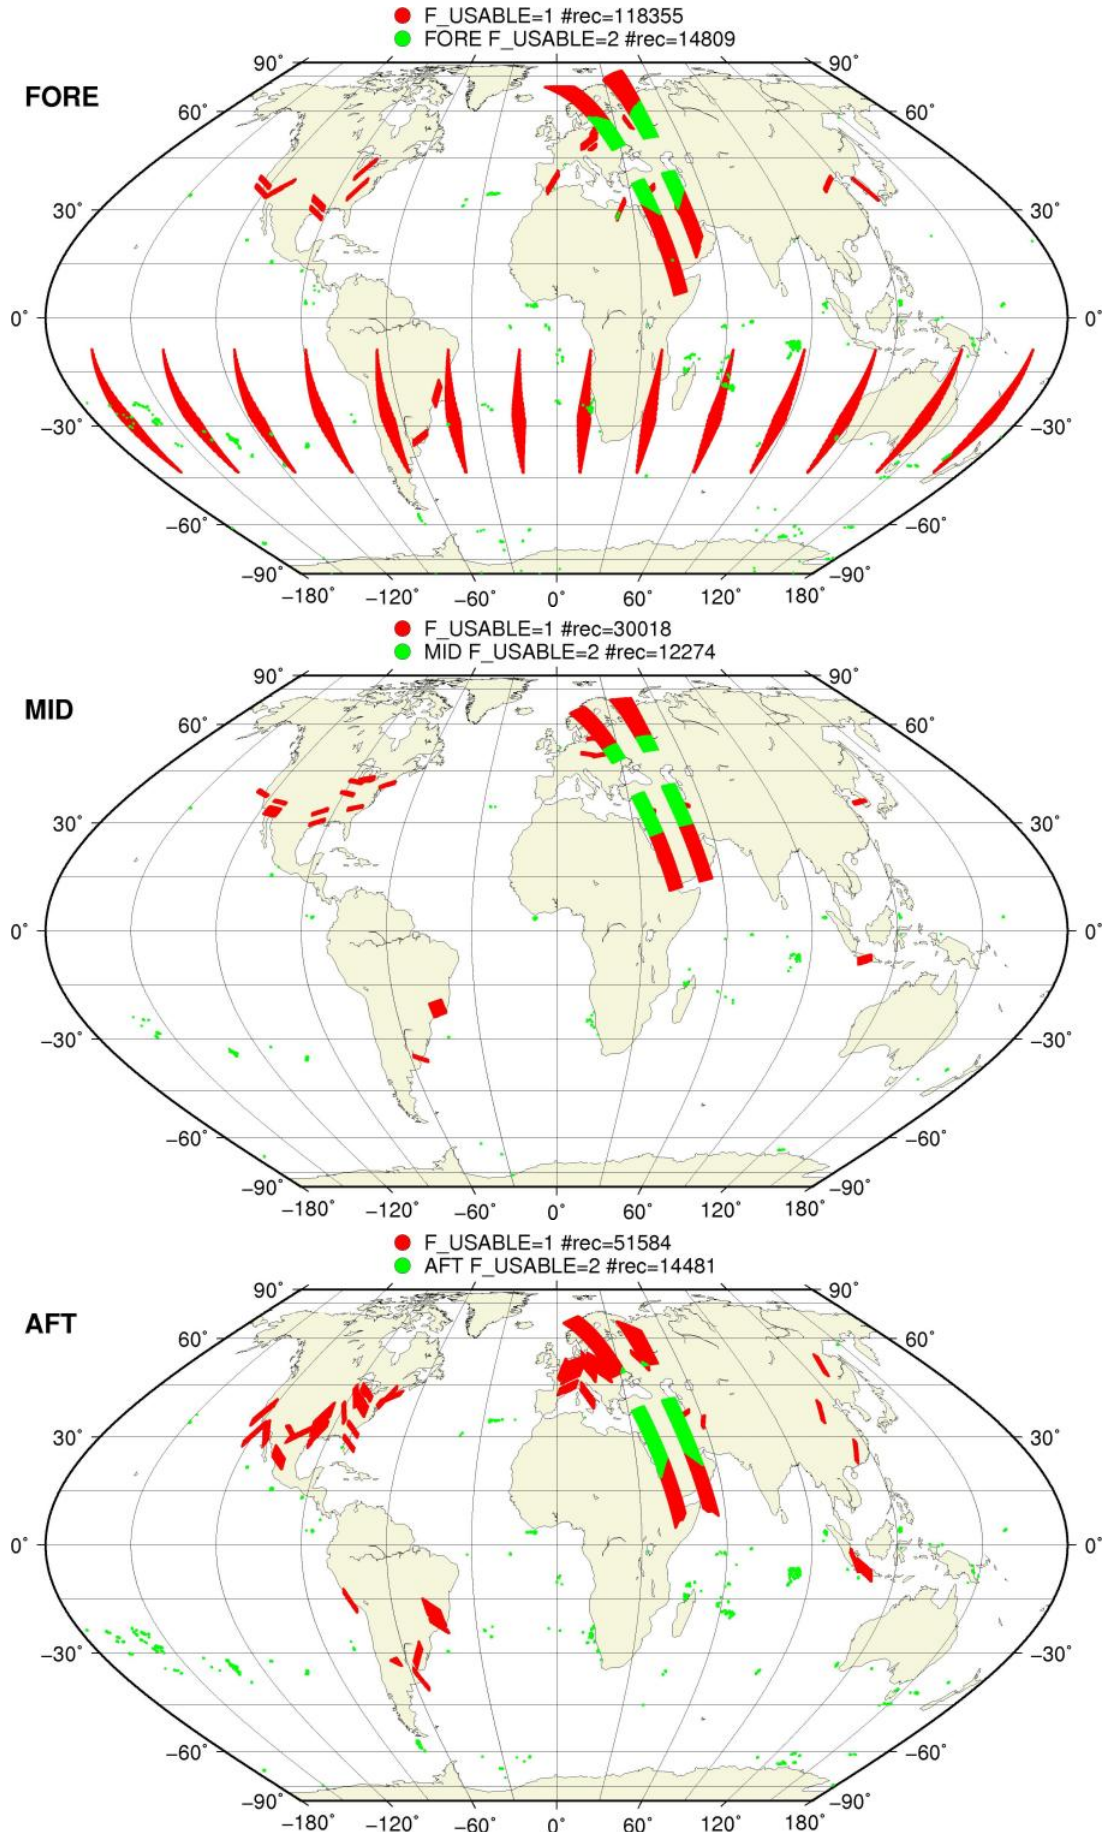 F_USABLE=1 #rec=118355
FORE F_USABLE=2 #rec=14809
FORE
90˚ 90˚
60˚ 60˚
30˚ 30˚
0˚ 0˚
−30˚ −30˚
−60˚ −60˚
−90˚ −90˚
−180˚ −120˚ −60˚ 0˚ 60˚ 120˚ 180˚
F_USABLE=1 #rec=30018
MID F_USABLE=2 #rec=12274
MID
90˚ 90˚
60˚ 60˚
30˚ 30˚
0˚ 0˚
−30˚ −30˚
−60˚ −60˚
−90˚ −90˚
−180˚ −120˚ −60˚ 0˚ 60˚ 120˚ 180˚
F_USABLE=1 #rec=51584
AFT F_USABLE=2 #rec=14481
AFT
90˚ 90˚
60˚ 60˚
30˚ 30˚
0˚ 0˚
−30˚ −30˚
−60˚ −60˚
−90˚ −90˚
−180˚ −120˚ −60˚ 0˚ 60˚ 120˚ 180˚